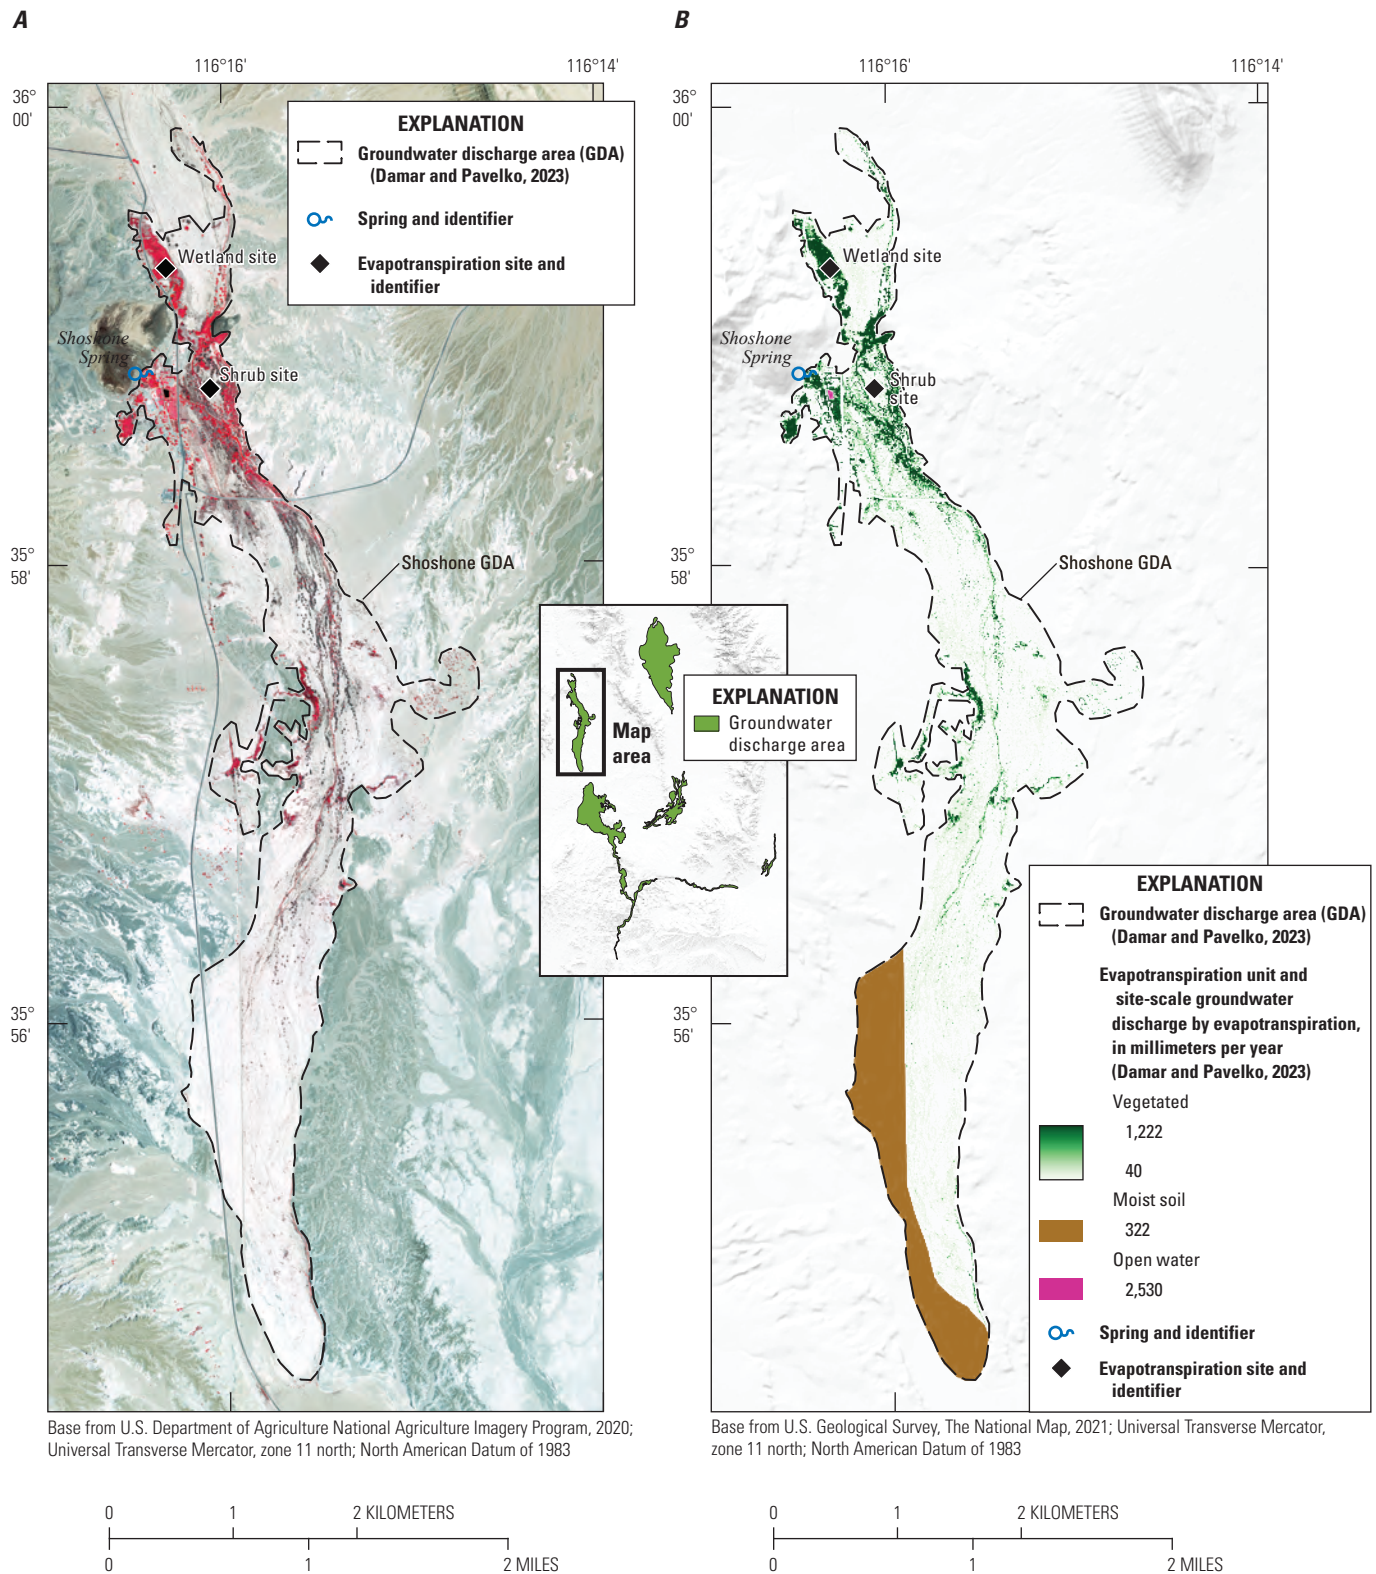 A
116°16'
116°14'
36°
00'
EXPLANATION
Groundwater discharge area (GDA)
(Damar and Pavelko, 2023)
Spring and identifier
Evapotranspiration site and
identifier
Wetland site
Shoshone
Spring
Shrub site
35°
58'
Shoshone GDA
35°
56'
Base from U.S. Department of Agriculture National Agriculture Imagery Program, 2020;
Universal Transverse Mercator, zone 11 north; North American Datum of 1983
0 1 2 KILOMETERS
0 1 2 MILES
Map
area
EXPLANATION
Groundwater
discharge area
B
116°16'
116°14'
36°
00'
Wetland site
Shoshone
Spring
Shrub
site
35°
58'
Shoshone GDA
35°
56'
EXPLANATION
Groundwater discharge area (GDA)
(Damar and Pavelko, 2023)
Evapotranspiration unit and
site-scale groundwater
discharge by evapotranspiration,
in millimeters per year
(Damar and Pavelko, 2023)
Vegetated
1,222
40
Moist soil
322
Open water
2,530
Spring and identifier
Evapotranspiration site and
identifier
Base from U.S. Geological Survey, The National Map, 2021; Universal Transverse Mercator,
zone 11 north; North American Datum of 1983
0 1 2 KILOMETERS
0 1 2 MILES